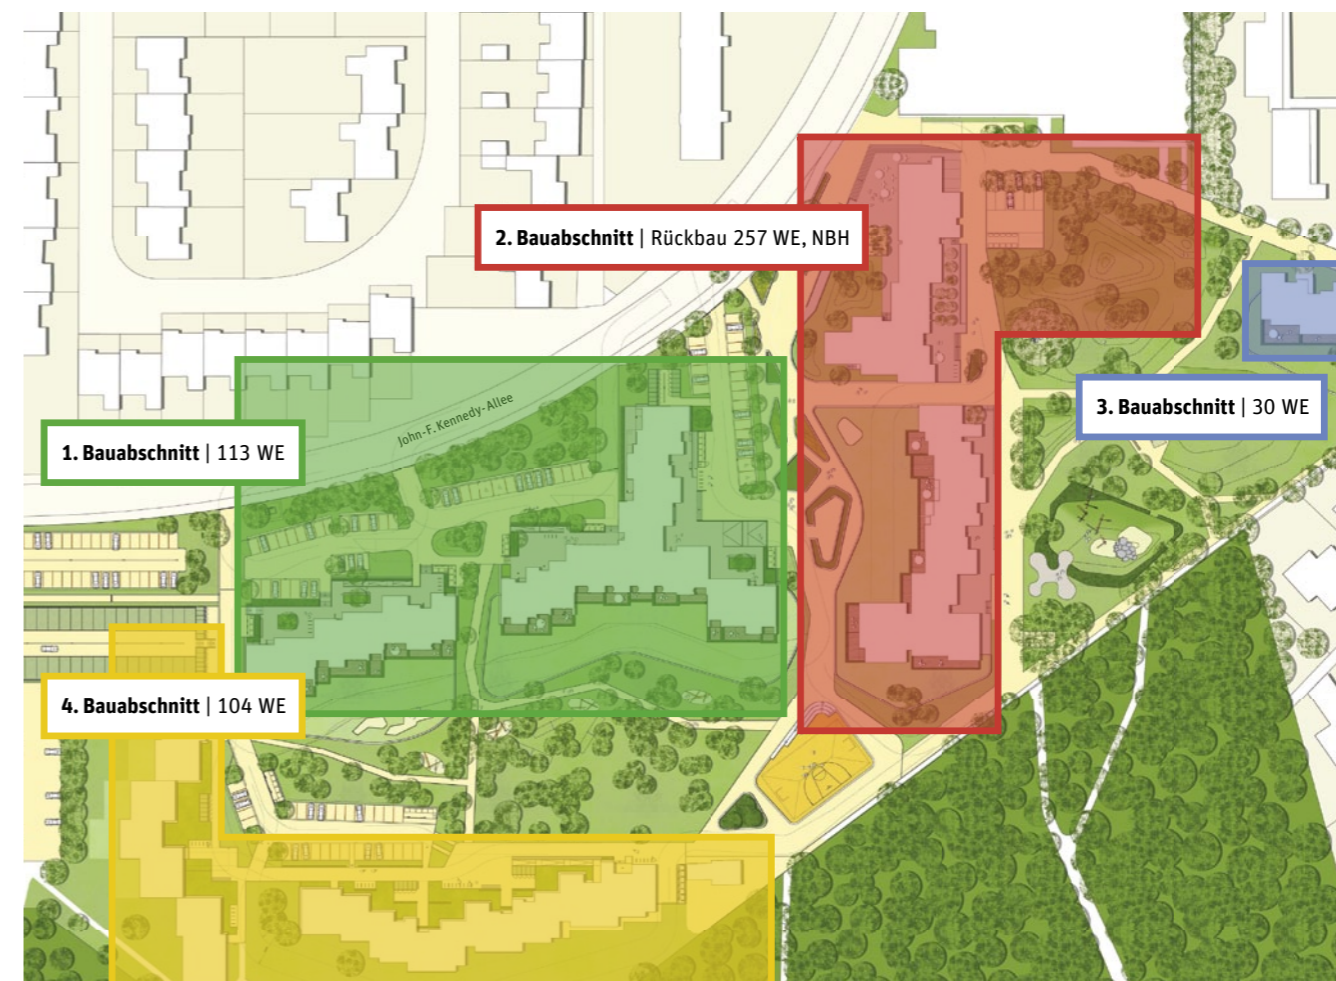 2. Bauabschnitt | Rückbau 257 WE, NBH
3. Bauabschnitt | 30 WE
John-F. Kennedy-Allee
1. Bauabschnitt | 113 WE
4. Bauabschnitt | 104 WE